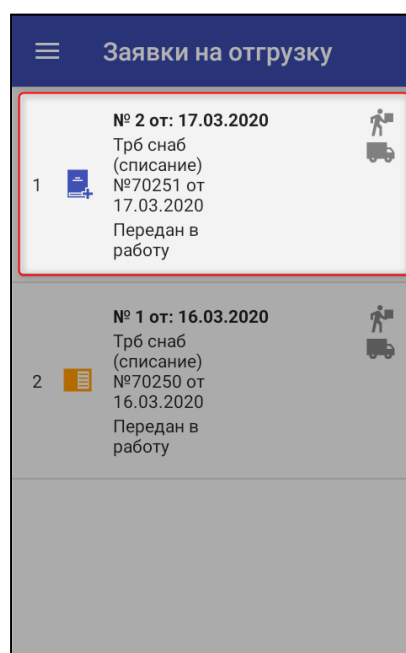 Заявки на отгрузку
№ 2 от: 17.03.2020
1
Трб снаб
(списание)
№70251 от
17.03.2020
Передан в
работу
№ 1 от: 16.03.2020
2
Трб снаб
(списание)
№70250 от
16.03.2020
Передан в
работу